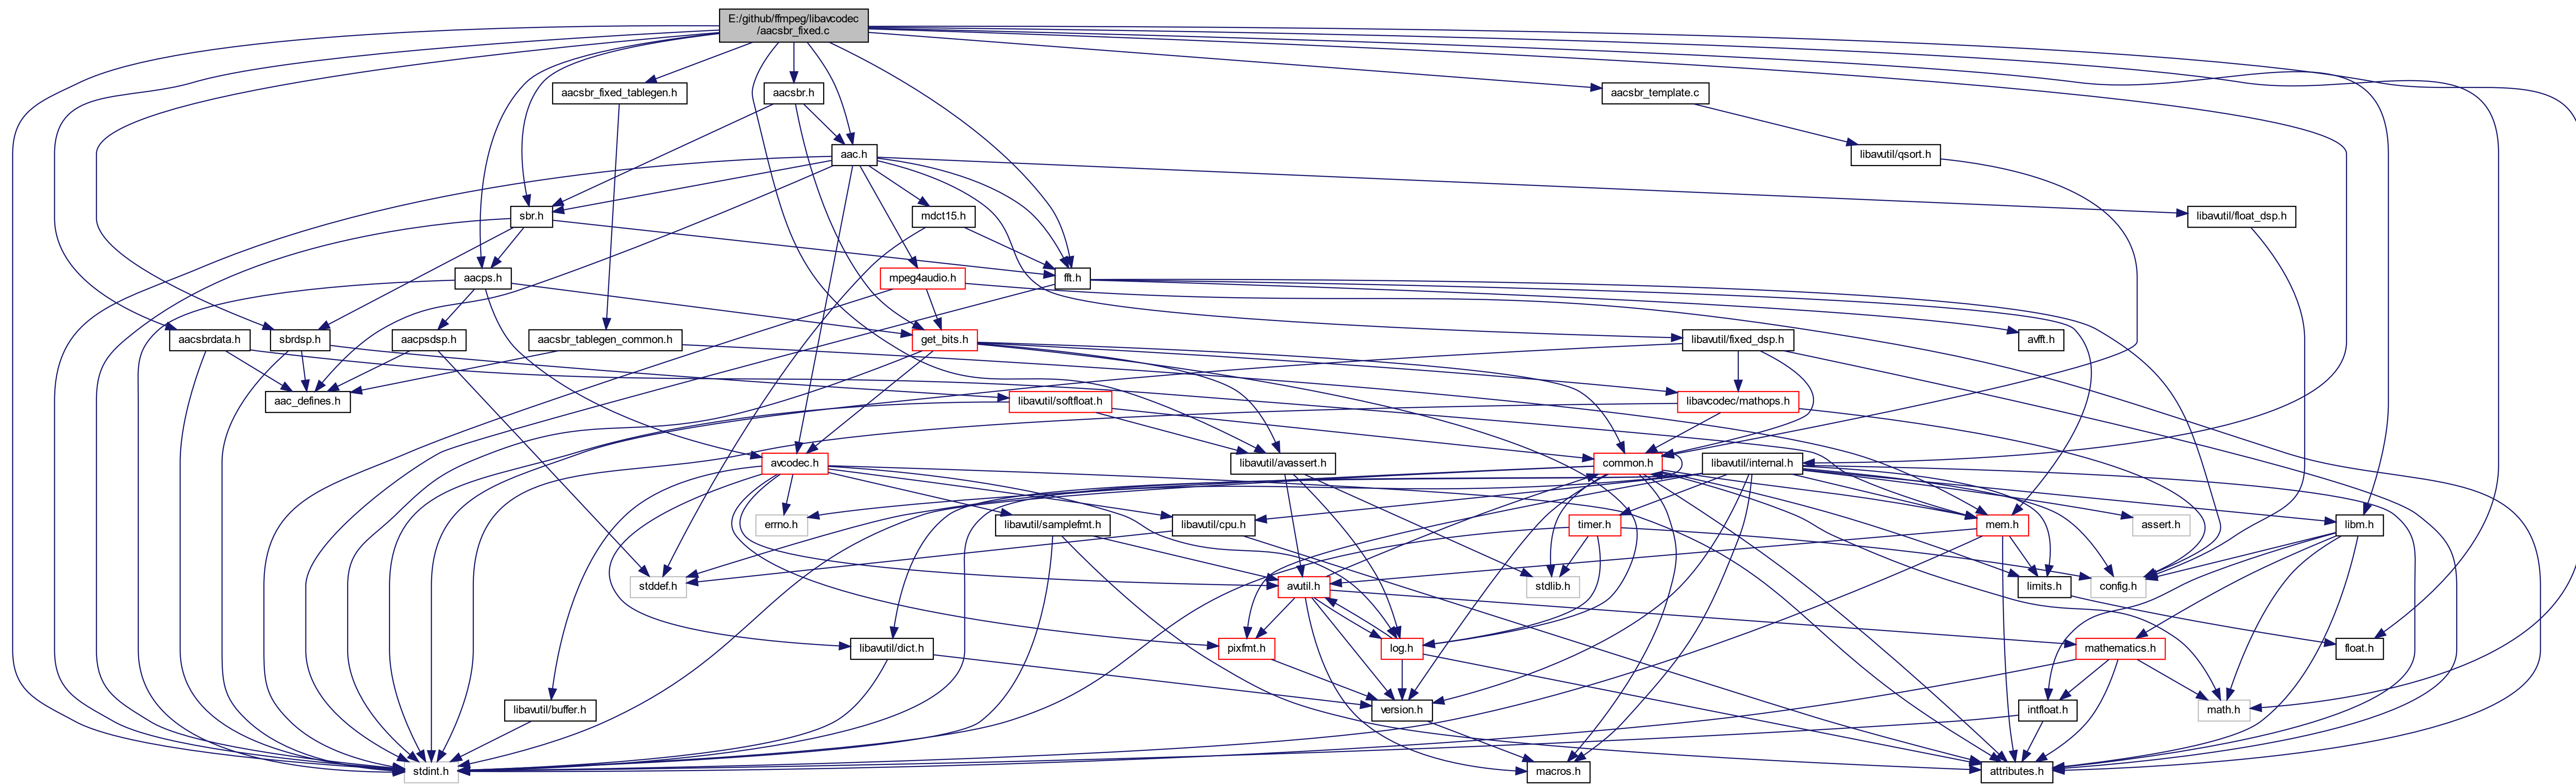 E:/github/ffmpeg/libavcodec
/aacsbr_fixed.c
aacsbr_fixed_tablegen.h
aacsbr.h
aacsbr_template.c
aac.h
libavutil/qsort.h
sbr.h
mdct15.h
libavutil/float_dsp.h
aacps.h
mpeg4audio.h
fft.h
aacsbrdata.h
sbrdsp.h
aacpsdsp.h
aacsbr_tablegen_common.h
get_bits.h
libavutil/fixed_dsp.h
avfft.h
aac_defines.h
libavutil/softfloat.h
libavcodec/mathops.h
avcodec.h
libavutil/avassert.h
common.h
libavutil/internal.h
errno.h
libavutil/samplefmt.h
libavutil/cpu.h
timer.h
mem.h
assert.h
libm.h
stddef.h
avutil.h
stdlib.h
limits.h
config.h
libavutil/dict.h
pixfmt.h
log.h
mathematics.h
float.h
libavutil/buffer.h
version.h
intfloat.h
math.h
stdint.h
macros.h
attributes.h